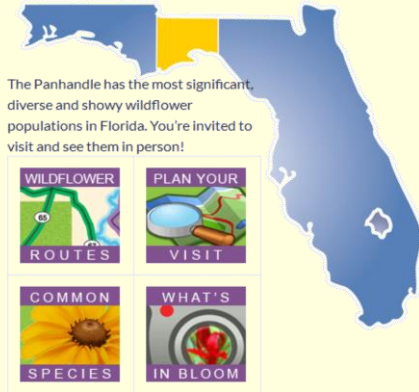 The Panhandle has the most significant,
diverse and showy wildflower
populations in Florida. You're invited to
visit and see them in person!
WILDFLOWER
65
ROUTES
PLAN YOUR
VISIT
COMMON
SPECIES
WHAT'S
IN BLOOM